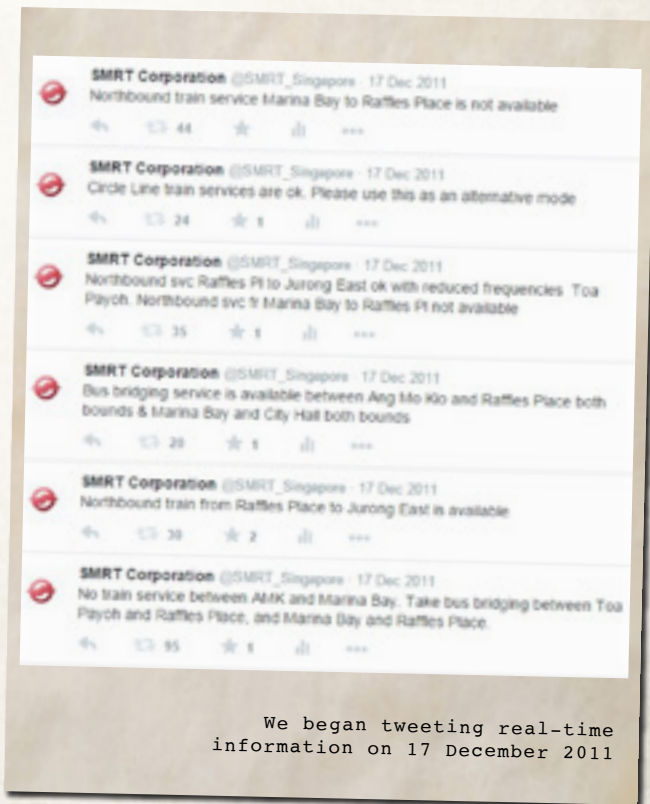 SMRT Corporation @SMRT_Singapore · 17 Dec 2011
Northbound train service Marina Bay to Raffles Place is not available
44
SMRT Corporation @SMRT_Singapore · 17 Dec 2011
Circle Line train services are ok. Please use this as an alternative mode
24 1
SMRT Corporation @SMRT_Singapore · 17 Dec 2011
Northbound svc Raffles Pl to Jurong East ok with reduced frequencies Toa
Payoh. Northbound svc fr Marina Bay to Raffles Pl not available
35 1
SMRT Corporation @SMRT_Singapore · 17 Dec 2011
Bus bridging service is available between Ang Mo Kio and Raffles Place both
bounds & Marina Bay and City Hall both bounds
20 1
SMRT Corporation @SMRT_Singapore · 17 Dec 2011
Northbound train from Raffles Place to Jurong East is available
30 2
SMRT Corporation @SMRT_Singapore · 17 Dec 2011
No train service between AMK and Marina Bay. Take bus bridging between Toa
Payoh and Raffles Place, and Marina Bay and Raffles Place.
95 1
We began tweeting real-time
information on 17 December 2011